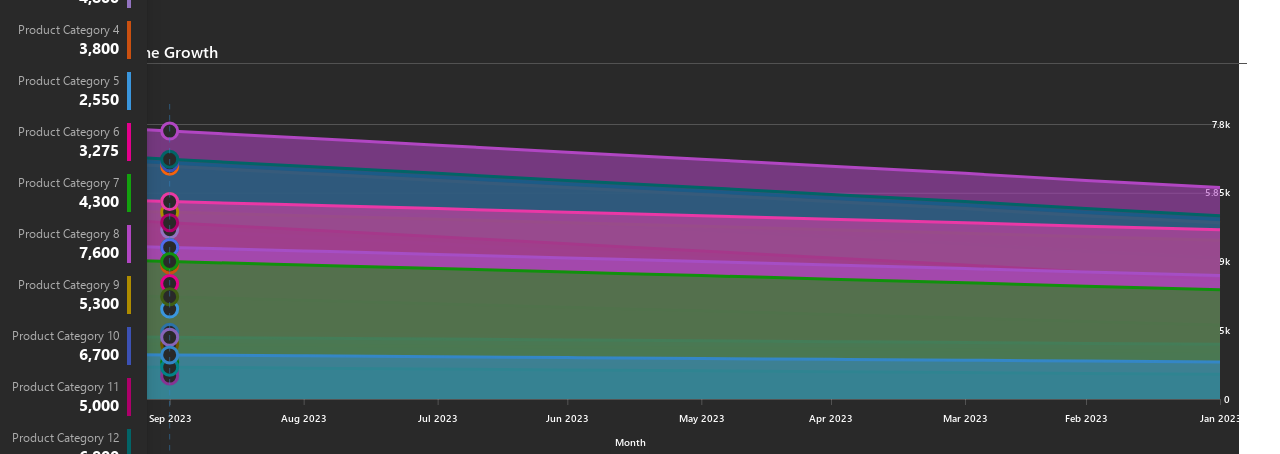 Product Category 4
3,800
Product Category 5
2,550
Product Category 6
3,275
Product Category 7
4,300
Product Category 8
7,600
Product Category 9
5,300
Product Category 10
6,700
Product Category 11
5,000
Product Category 12
ne Growth
7.8k
5.85k
9k
5k
0
Sep 2023 Aug 2023 Jul 2023 Jun 2023 May 2023 Apr 2023 Mar 2023 Feb 2023 Jan 2023
Month